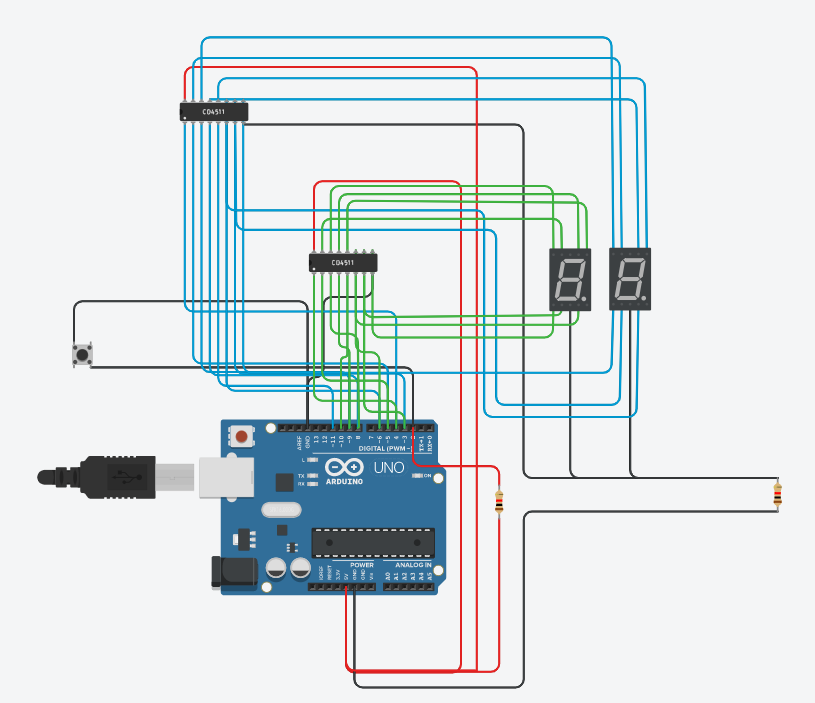 CD4511
CD4511
AREF
GND
13
12
~11
~10
~9
8
7
~6
~5
4
~3
2
TX→1
RX←0
DIGITAL (PWM~)
L
TX
RX
UNO
ARDUINO
ON
POWER
ANALOG IN
IOREF
RESET
3.3V
5V
GND
GND
Vin
A0
A1
A2
A3
A4
A5